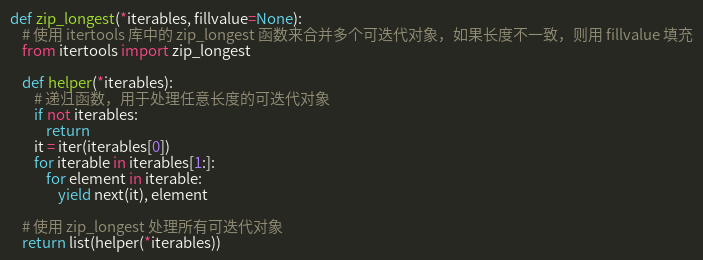 def zip_longest(*iterables, fillvalue=None):
    # 使用 itertools 库中的 zip_longest 函数来合并多个可迭代对象，如果长度不一致，则用 fillvalue 填充
    from itertools import zip_longest

    def helper(*iterables):
        # 递归函数，用于处理任意长度的可迭代对象
        if not iterables:
            return
        it = iter(iterables[0])
        for iterable in iterables[1:]:
            for element in iterable:
                yield next(it), element

    # 使用 zip_longest 处理所有可迭代对象
    return list(helper(*iterables))